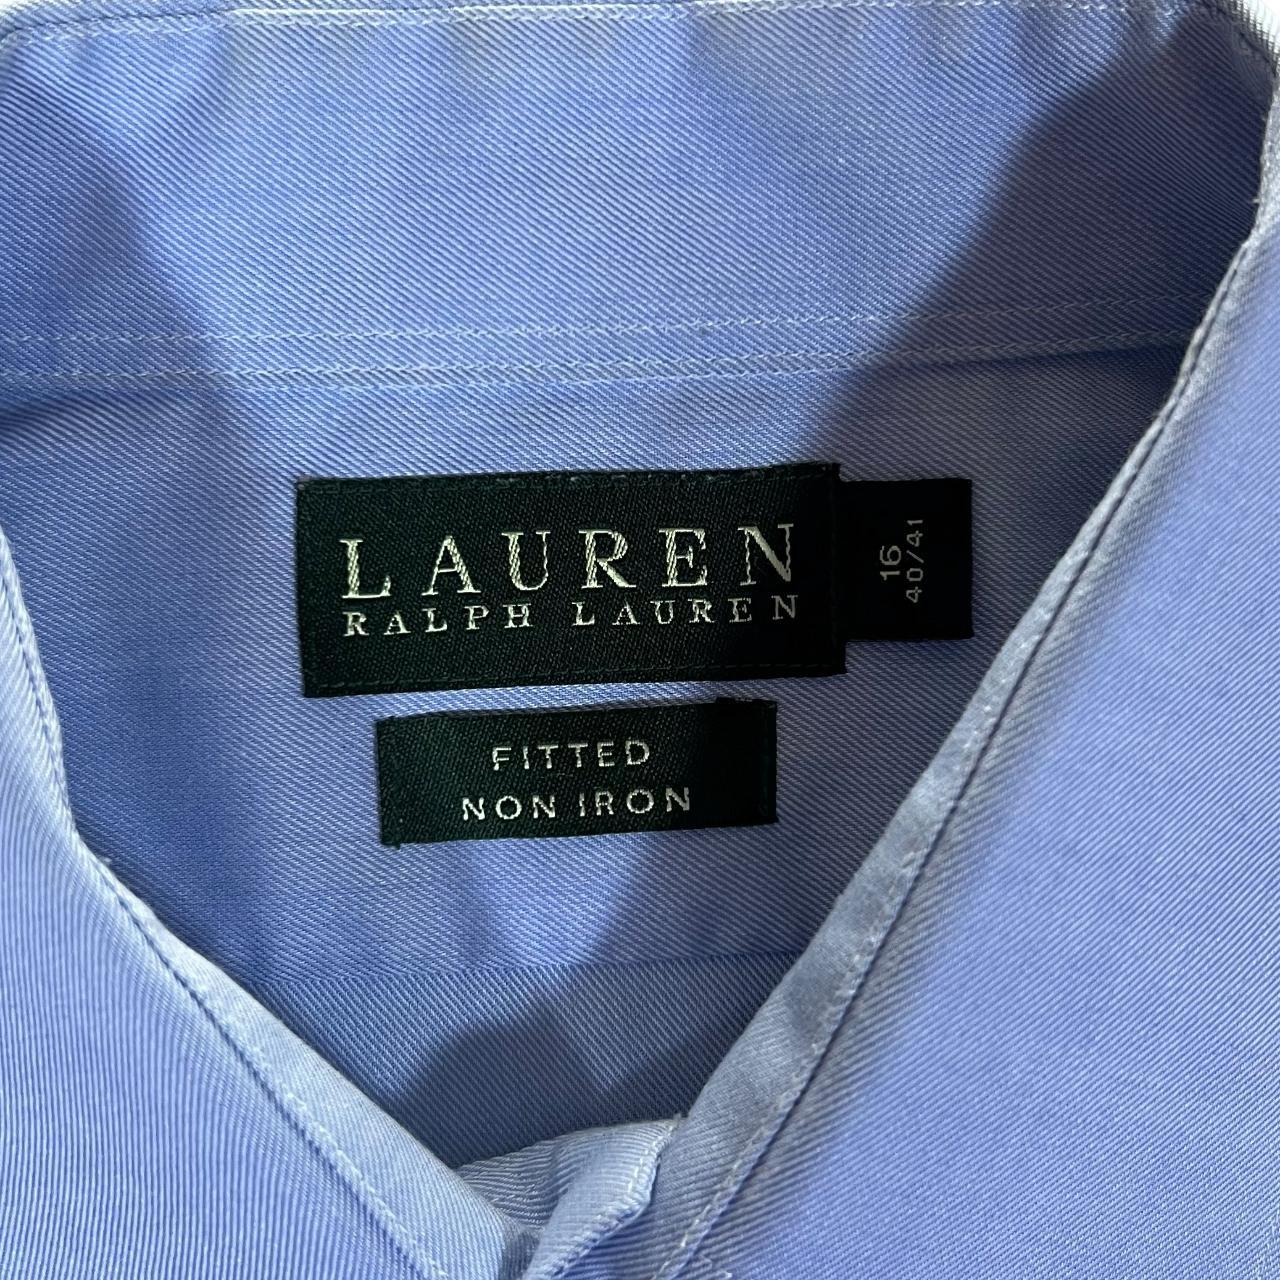 LAUREN
RALPH LAUREN
16
40/41
FITTED
NON IRON